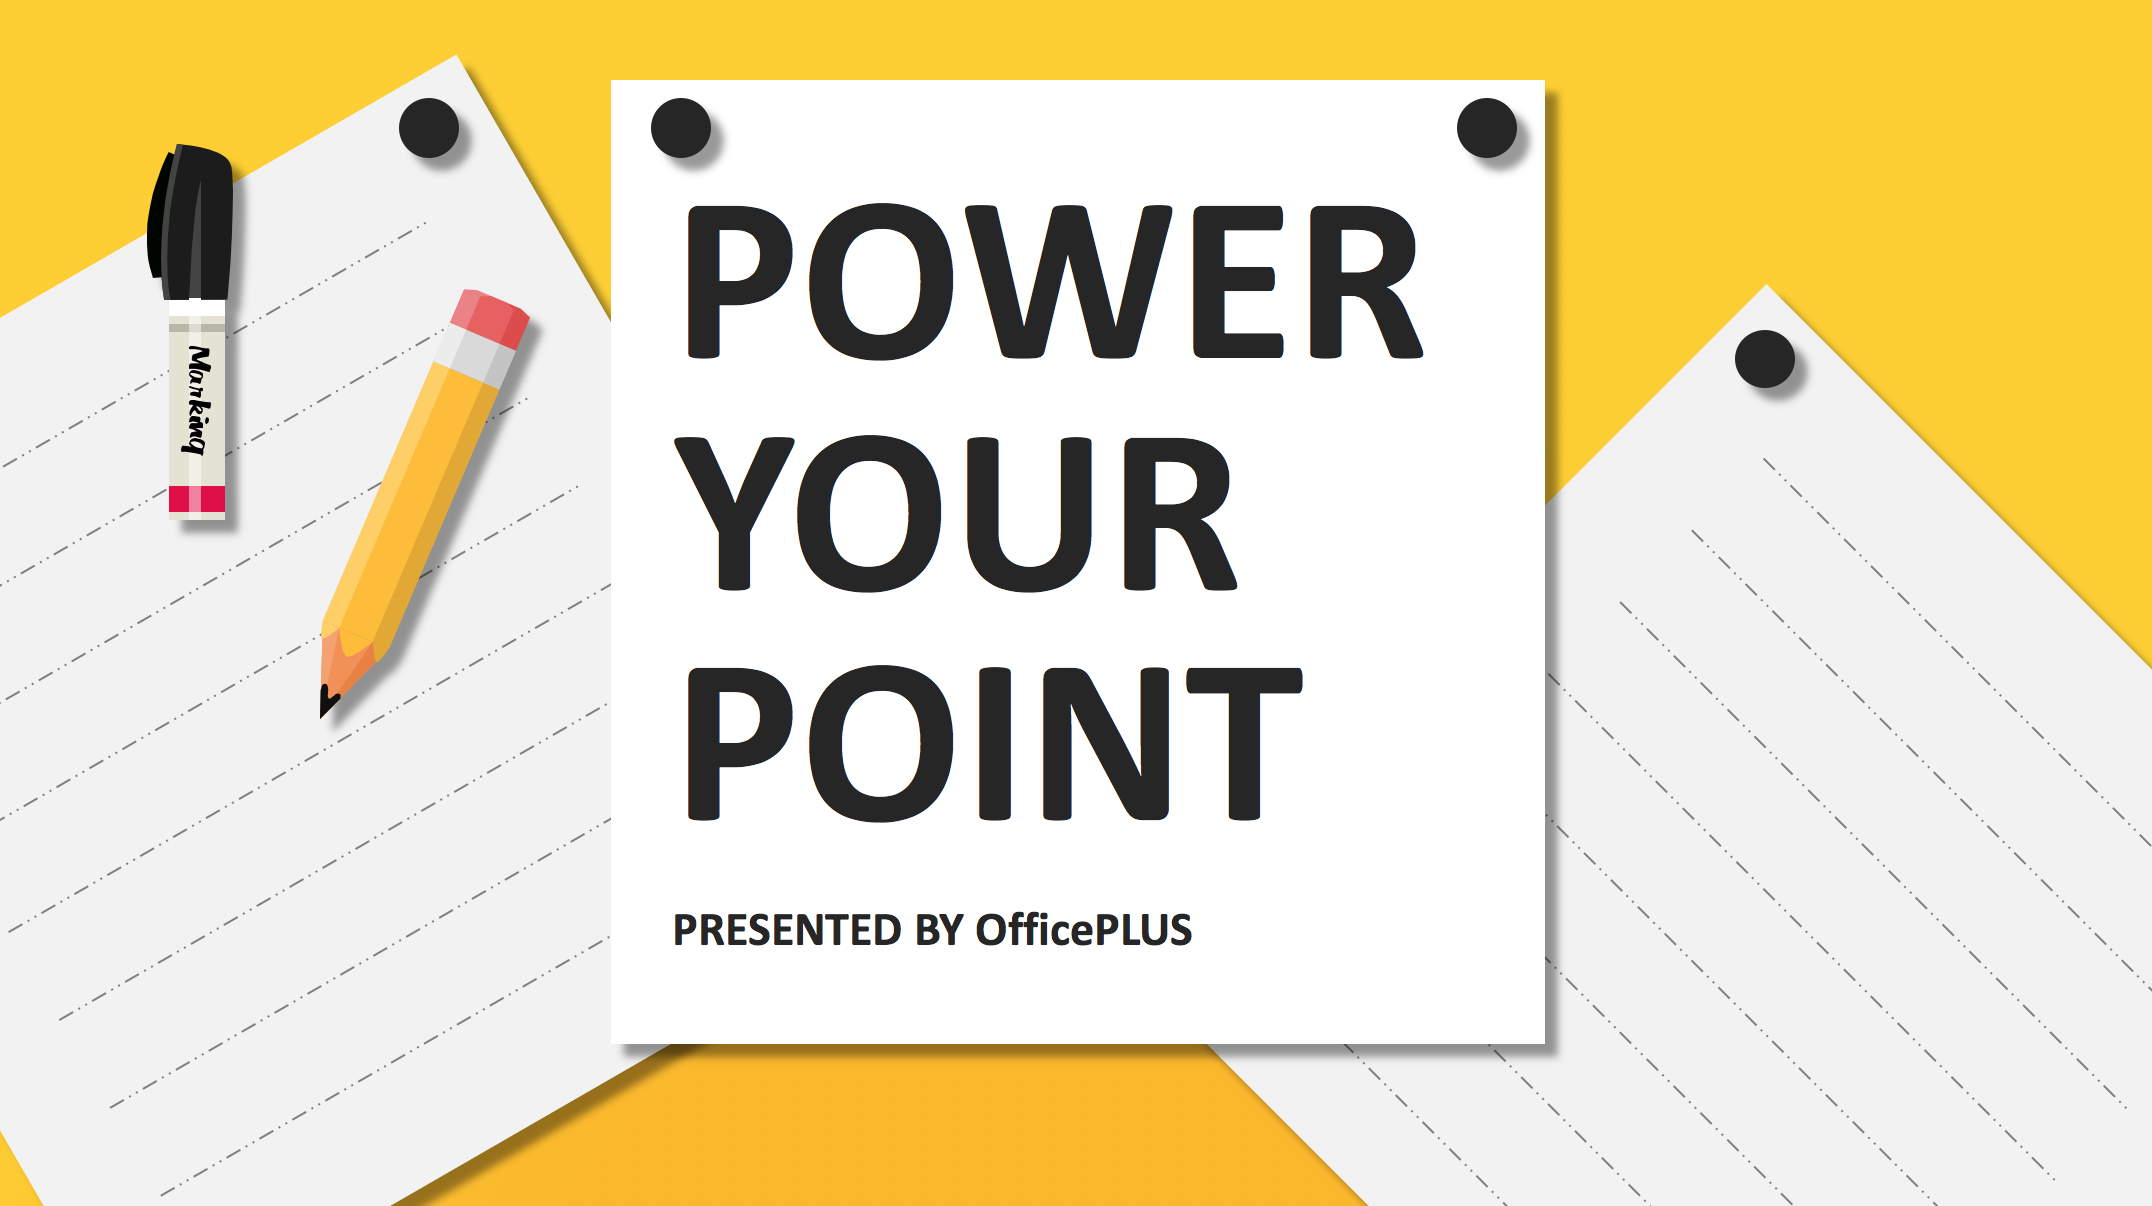 Marking
POWER
YOUR
POINT
PRESENTED BY OfficePLUS